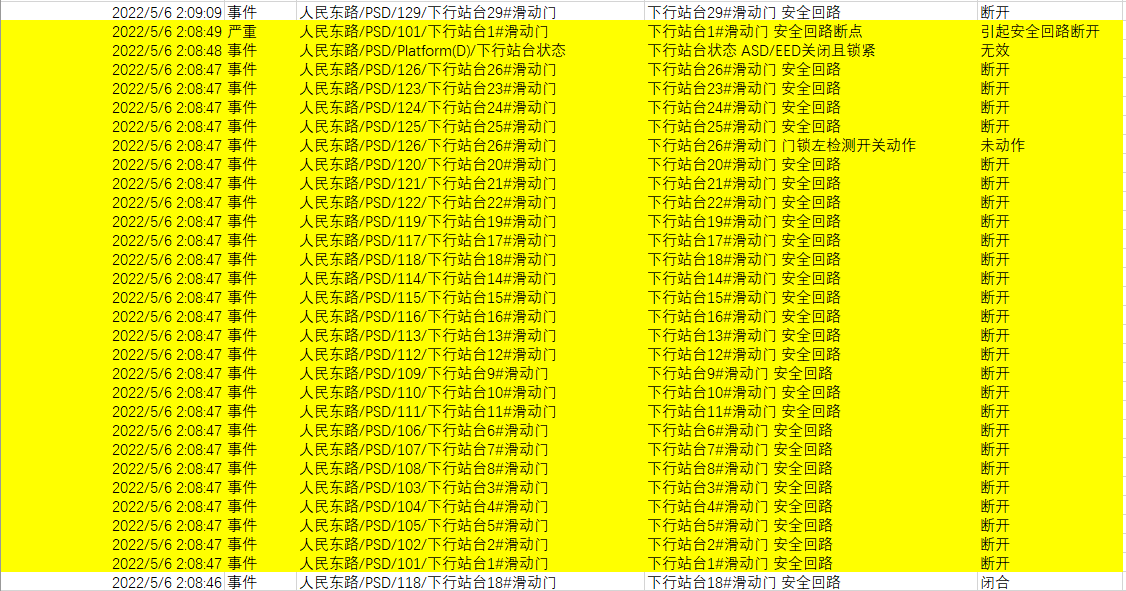 2022/5/6 2:09:09 事件 人民东路/PSD/129/下行站台29#滑动门 下行站台29#滑动门 安全回路 断开
2022/5/6 2:08:49 严重 人民东路/PSD/101/下行站台1#滑动门 下行站台1#滑动门 安全回路断点 引起安全回路断开
2022/5/6 2:08:48 事件 人民东路/PSD/Platform(D)/下行站台状态 下行站台状态 ASD/EED关闭且锁紧 无效
2022/5/6 2:08:47 事件 人民东路/PSD/126/下行站台26#滑动门 下行站台26#滑动门 安全回路 断开
2022/5/6 2:08:47 事件 人民东路/PSD/123/下行站台23#滑动门 下行站台23#滑动门 安全回路 断开
2022/5/6 2:08:47 事件 人民东路/PSD/124/下行站台24#滑动门 下行站台24#滑动门 安全回路 断开
2022/5/6 2:08:47 事件 人民东路/PSD/125/下行站台25#滑动门 下行站台25#滑动门 安全回路 断开
2022/5/6 2:08:47 事件 人民东路/PSD/126/下行站台26#滑动门 下行站台26#滑动门 门锁左检测开关动作 未动作
2022/5/6 2:08:47 事件 人民东路/PSD/120/下行站台20#滑动门 下行站台20#滑动门 安全回路 断开
2022/5/6 2:08:47 事件 人民东路/PSD/121/下行站台21#滑动门 下行站台21#滑动门 安全回路 断开
2022/5/6 2:08:47 事件 人民东路/PSD/122/下行站台22#滑动门 下行站台22#滑动门 安全回路 断开
2022/5/6 2:08:47 事件 人民东路/PSD/119/下行站台19#滑动门 下行站台19#滑动门 安全回路 断开
2022/5/6 2:08:47 事件 人民东路/PSD/117/下行站台17#滑动门 下行站台17#滑动门 安全回路 断开
2022/5/6 2:08:47 事件 人民东路/PSD/118/下行站台18#滑动门 下行站台18#滑动门 安全回路 断开
2022/5/6 2:08:47 事件 人民东路/PSD/114/下行站台14#滑动门 下行站台14#滑动门 安全回路 断开
2022/5/6 2:08:47 事件 人民东路/PSD/115/下行站台15#滑动门 下行站台15#滑动门 安全回路 断开
2022/5/6 2:08:47 事件 人民东路/PSD/116/下行站台16#滑动门 下行站台16#滑动门 安全回路 断开
2022/5/6 2:08:47 事件 人民东路/PSD/113/下行站台13#滑动门 下行站台13#滑动门 安全回路 断开
2022/5/6 2:08:47 事件 人民东路/PSD/112/下行站台12#滑动门 下行站台12#滑动门 安全回路 断开
2022/5/6 2:08:47 事件 人民东路/PSD/109/下行站台9#滑动门 下行站台9#滑动门 安全回路 断开
2022/5/6 2:08:47 事件 人民东路/PSD/110/下行站台10#滑动门 下行站台10#滑动门 安全回路 断开
2022/5/6 2:08:47 事件 人民东路/PSD/111/下行站台11#滑动门 下行站台11#滑动门 安全回路 断开
2022/5/6 2:08:47 事件 人民东路/PSD/106/下行站台6#滑动门 下行站台6#滑动门 安全回路 断开
2022/5/6 2:08:47 事件 人民东路/PSD/107/下行站台7#滑动门 下行站台7#滑动门 安全回路 断开
2022/5/6 2:08:47 事件 人民东路/PSD/108/下行站台8#滑动门 下行站台8#滑动门 安全回路 断开
2022/5/6 2:08:47 事件 人民东路/PSD/103/下行站台3#滑动门 下行站台3#滑动门 安全回路 断开
2022/5/6 2:08:47 事件 人民东路/PSD/104/下行站台4#滑动门 下行站台4#滑动门 安全回路 断开
2022/5/6 2:08:47 事件 人民东路/PSD/105/下行站台5#滑动门 下行站台5#滑动门 安全回路 断开
2022/5/6 2:08:47 事件 人民东路/PSD/102/下行站台2#滑动门 下行站台2#滑动门 安全回路 断开
2022/5/6 2:08:47 事件 人民东路/PSD/101/下行站台1#滑动门 下行站台1#滑动门 安全回路 断开
2022/5/6 2:08:46 事件 人民东路/PSD/118/下行站台18#滑动门 下行站台18#滑动门 安全回路 闭合